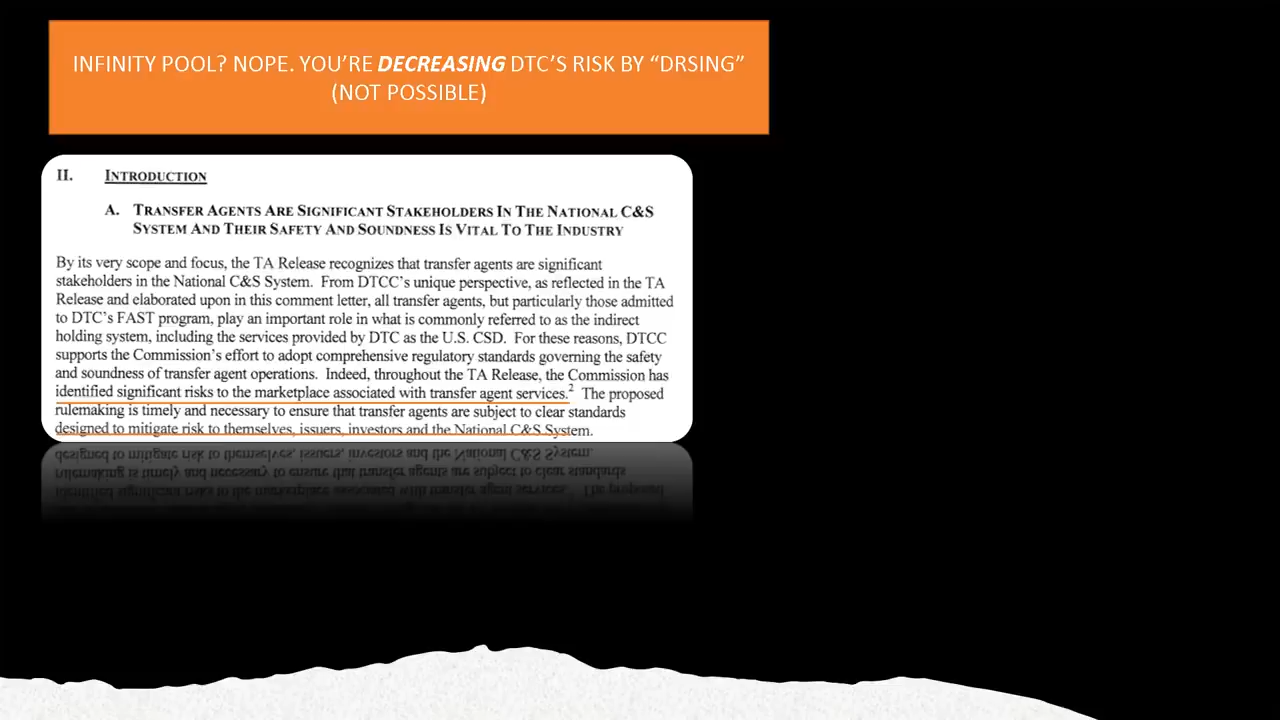 INFINITY POOL? NOPE. YOU'RE DECREASING DTC'S RISK BY “DRSING”
(NOT POSSIBLE)
II. INTRODUCTION
A. TRANSFER AGENTS ARE SIGNIFICANT STAKEHOLDERS IN THE NATIONAL C&S
SYSTEM AND THEIR SAFETY AND SOUNDNESS IS VITAL TO THE INDUSTRY
By its very scope and focus, the TA Release recognizes that transfer agents are significant
stakeholders in the National C&S System. From DTCC's unique perspective, as reflected in the TA
Release and elaborated upon in this comment letter, all transfer agents, but particularly those admitted
to DTC's FAST program, play an important role in what is commonly referred to as the indirect
holding system, including the services provided by DTC as the U.S. CSD. For these reasons, DTCC
supports the Commission's effort to adopt comprehensive regulatory standards governing the safety
and soundness of transfer agent operations. Indeed, throughout the TA Release, the Commission has
identified significant risks to the marketplace associated with transfer agent services.2 The proposed
rulemaking is timely and necessary to ensure that transfer agents are subject to clear standards
designed to mitigate risk to themselves, issuers, investors and the National C&S System.